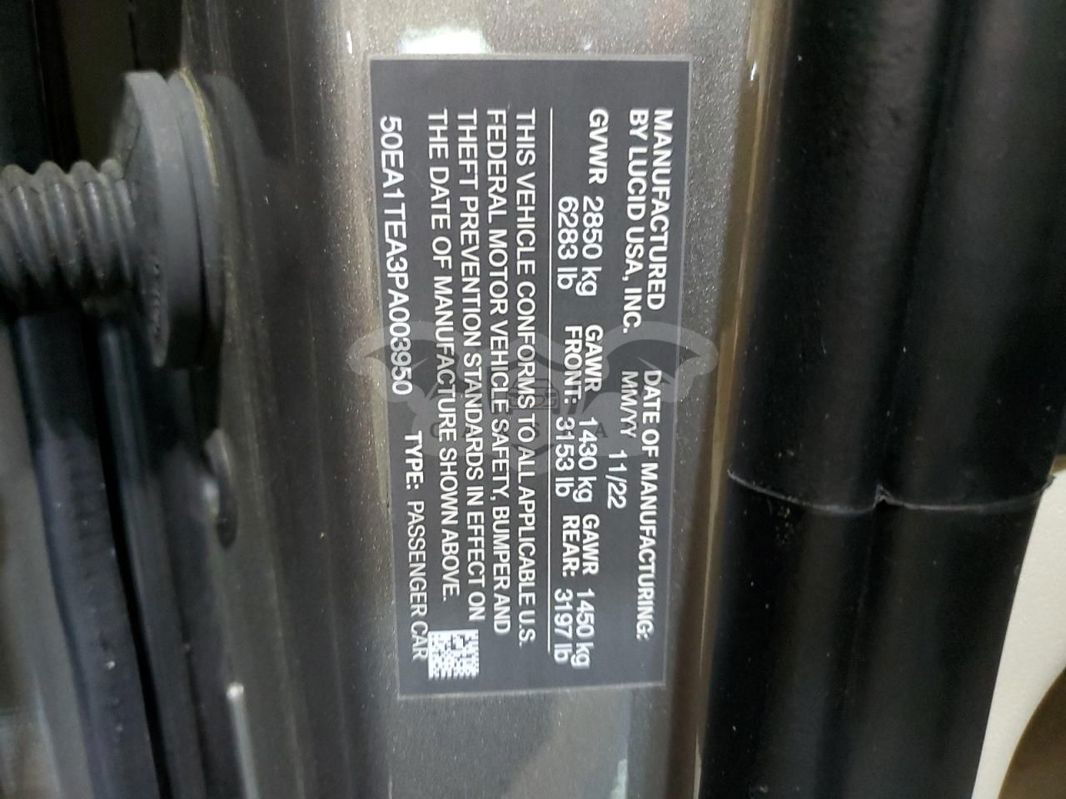 MANUFACTURED
BY LUCID USA, INC.
DATE OF MANUFACTURING:
MM/YY 11/22
GVWR 2850 kg
6283 lb
GAWR 1430 kg
FRONT: 3153 lb
GAWR 1450 kg
REAR: 3197 lb
THIS VEHICLE CONFORMS TO ALL APPLICABLE U.S.
FEDERAL MOTOR VEHICLE SAFETY, BUMPER AND
THEFT PREVENTION STANDARDS IN EFFECT ON
THE DATE OF MANUFACTURE SHOWN ABOVE.
50EA1TEA3PA003950 TYPE: PASSENGER CAR